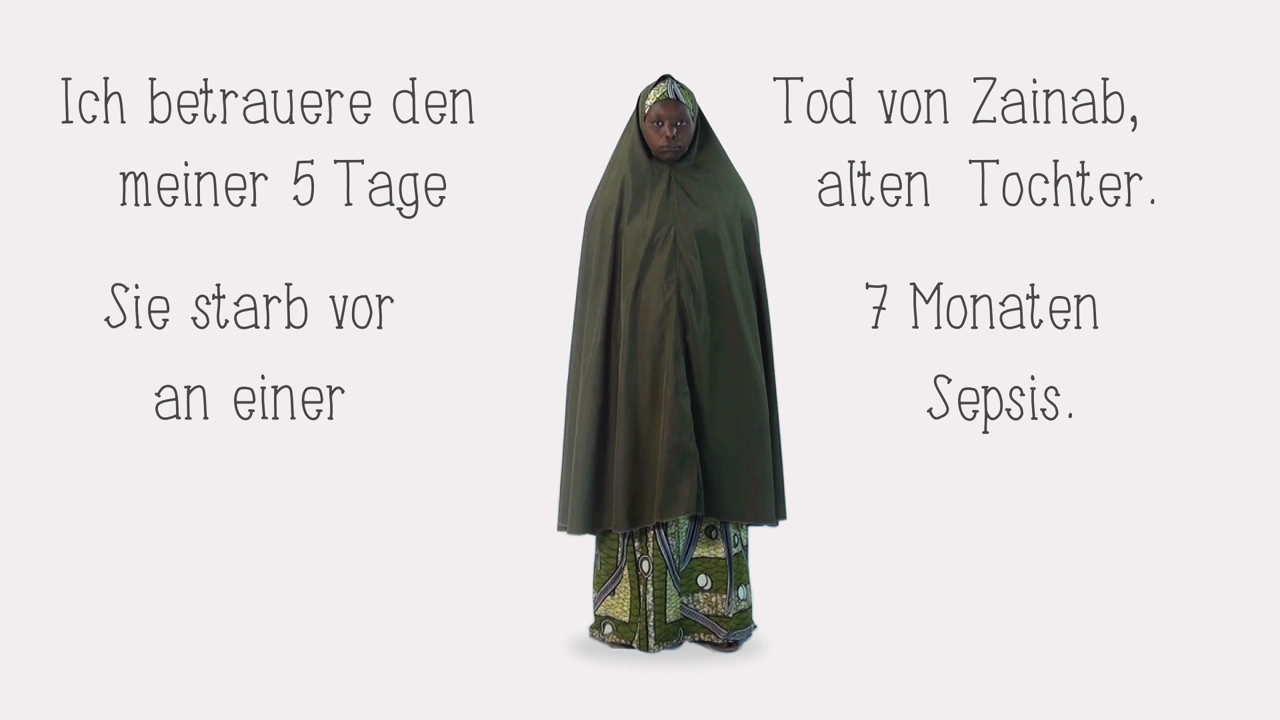 Ich betrauere den Tod von Zainab,
meiner 5 Tage alten Tochter.
Sie starb vor 7 Monaten
an einer Sepsis.